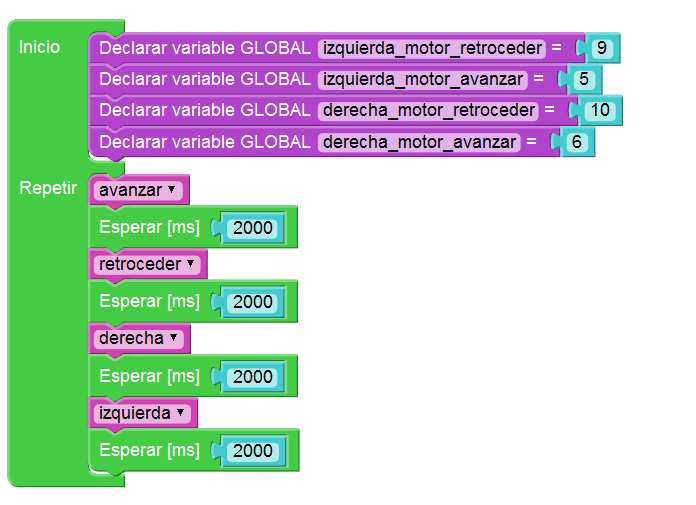 Inicio Declarar variable GLOBAL izquierda_motor_retroceder = 9
Declarar variable GLOBAL izquierda_motor_avanzar = 5
Declarar variable GLOBAL derecha_motor_retroceder = 10
Declarar variable GLOBAL derecha_motor_avanzar = 6
Repetir avanzar ▼
Esperar [ms] 2000
retroceder ▼
Esperar [ms] 2000
derecha ▼
Esperar [ms] 2000
izquierda ▼
Esperar [ms] 2000